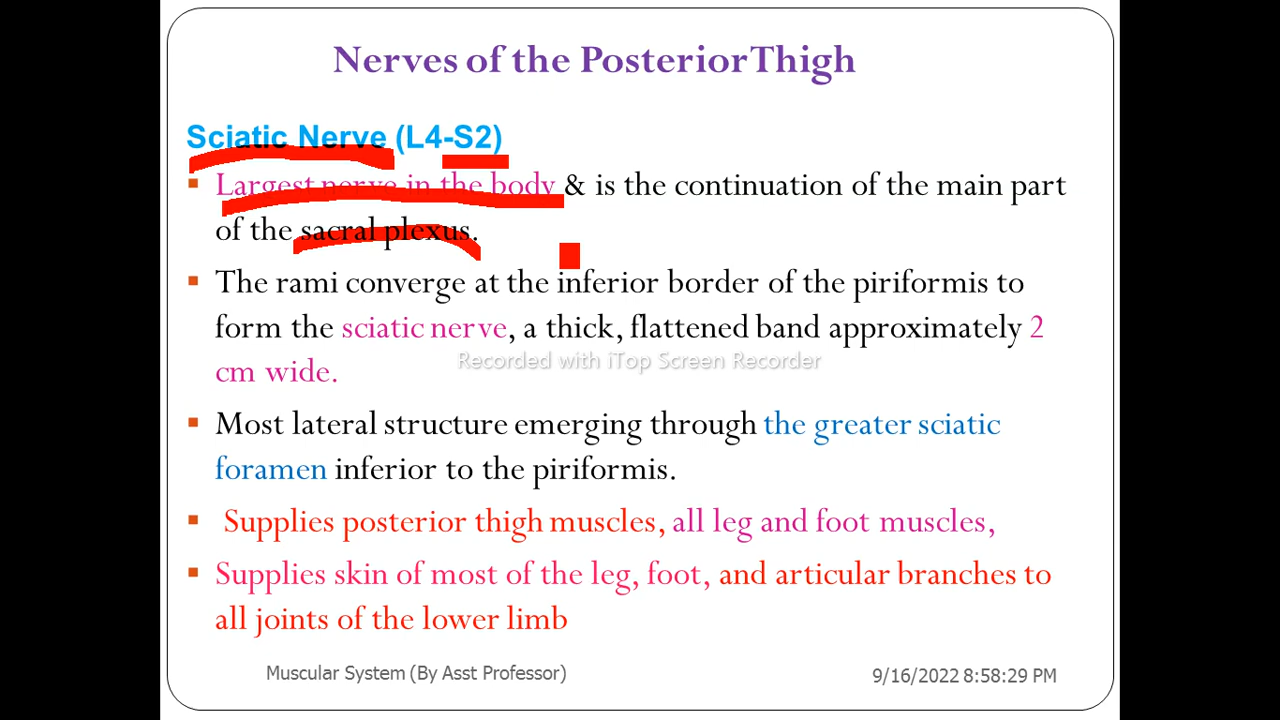 Nerves of the Posterior Thigh
Sciatic Nerve (L4-S2)
▪ Largest nerve in the body & is the continuation of the main part
of the sacral plexus.
▪ The rami converge at the inferior border of the piriformis to
form the sciatic nerve, a thick, flattened band approximately 2
cm wide.
Recorded with iTop Screen Recorder
▪ Most lateral structure emerging through the greater sciatic
foramen inferior to the piriformis.
▪ Supplies posterior thigh muscles, all leg and foot muscles,
▪ Supplies skin of most of the leg, foot, and articular branches to
all joints of the lower limb
Muscular System (By Asst Professor)
9/16/2022 8:58:29 PM